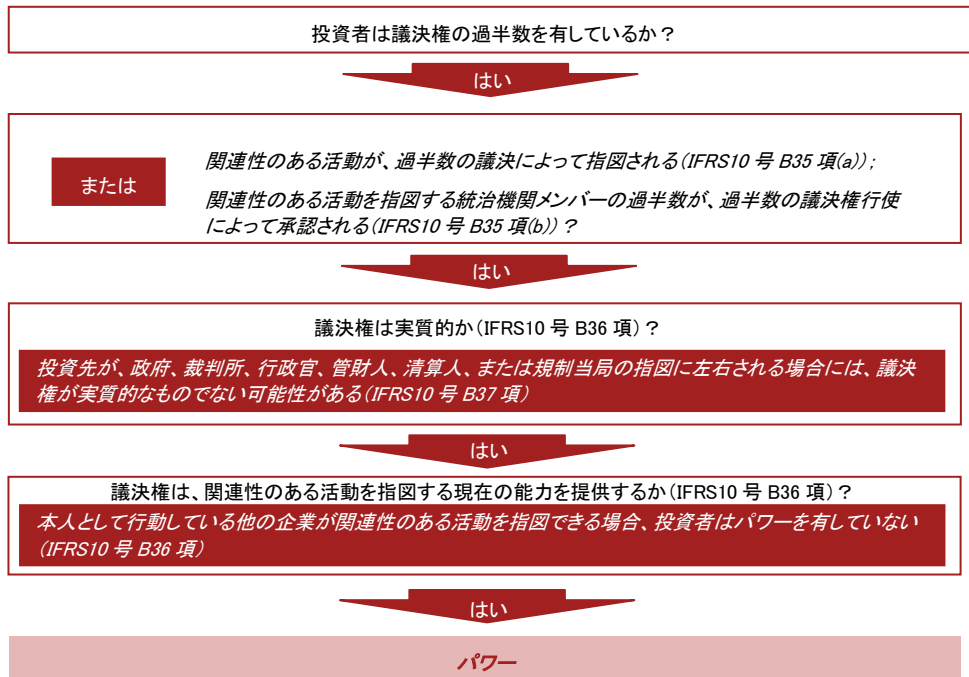 投資者は議決権の過半数を有しているか？
はい
または
関連性のある活動が、過半数の議決によって指図される（IFRS10 号 B35 項(a)）；
関連性のある活動を指図する統治機関メンバーの過半数が、過半数の議決権行使
によって承認される（IFRS10 号 B35 項(b)）？
はい
議決権は実質的か（IFRS10 号 B36 項）？
投資先が、政府、裁判所、行政官、管財人、清算人、または規制当局の指図に左右される場合には、議決
権が実質的なものでない可能性がある（IFRS10 号 B37 項）
はい
議決権は、関連性のある活動を指図する現在の能力を提供するか（IFRS10 号 B36 項）？
本人として行動している他の企業が関連性のある活動を指図できる場合、投資者はパワーを有していない
（IFRS10 号 B36 項）
はい
パワー